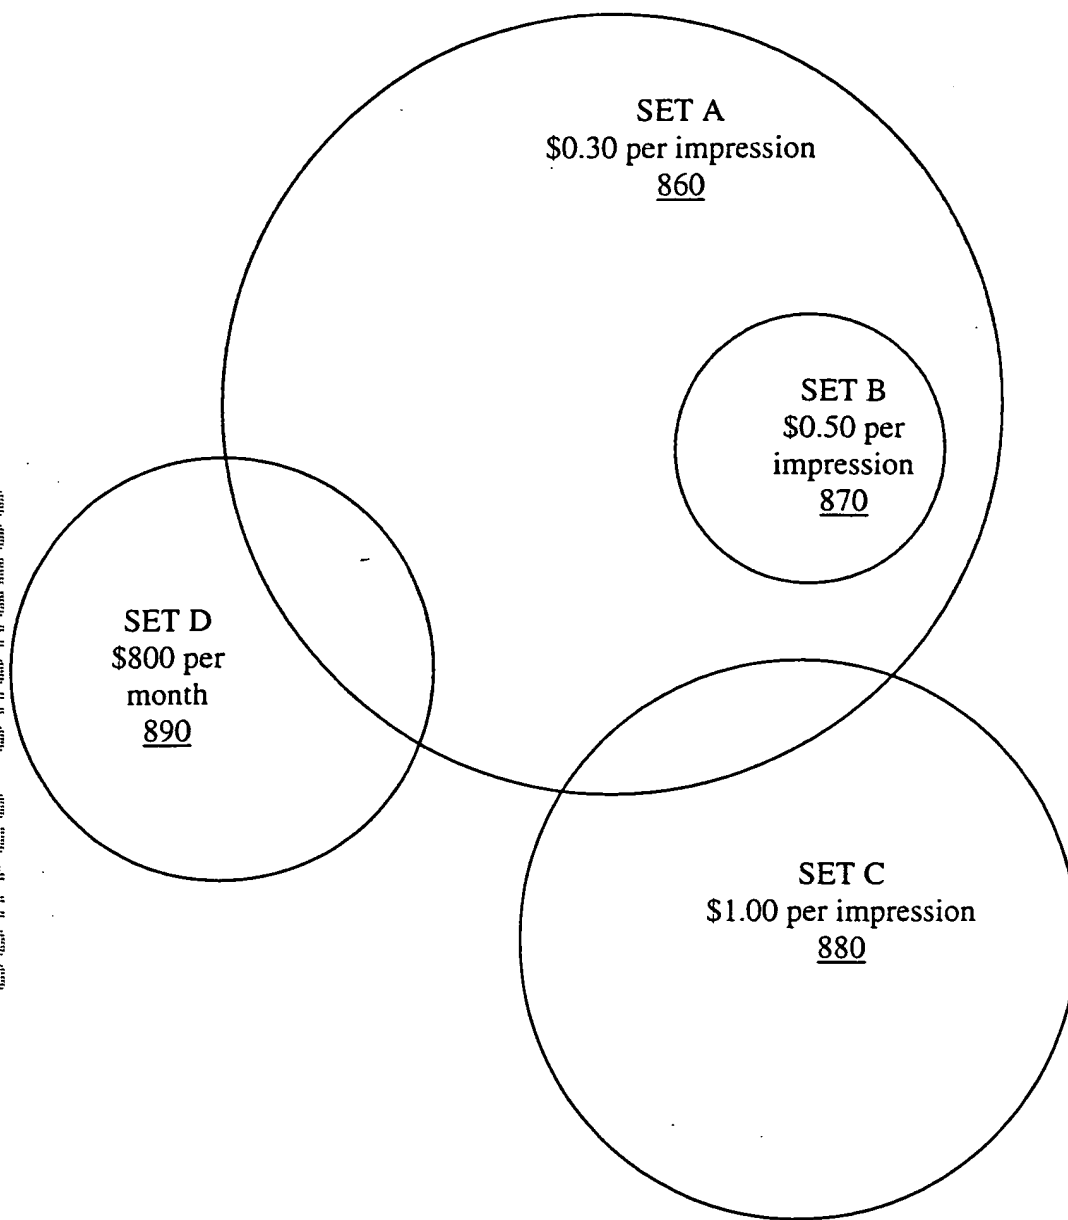 SET A
$0.30 per impression
860
SET B
$0.50 per
impression
870
SET D
$800 per
month
890
SET C
$1.00 per impression
880